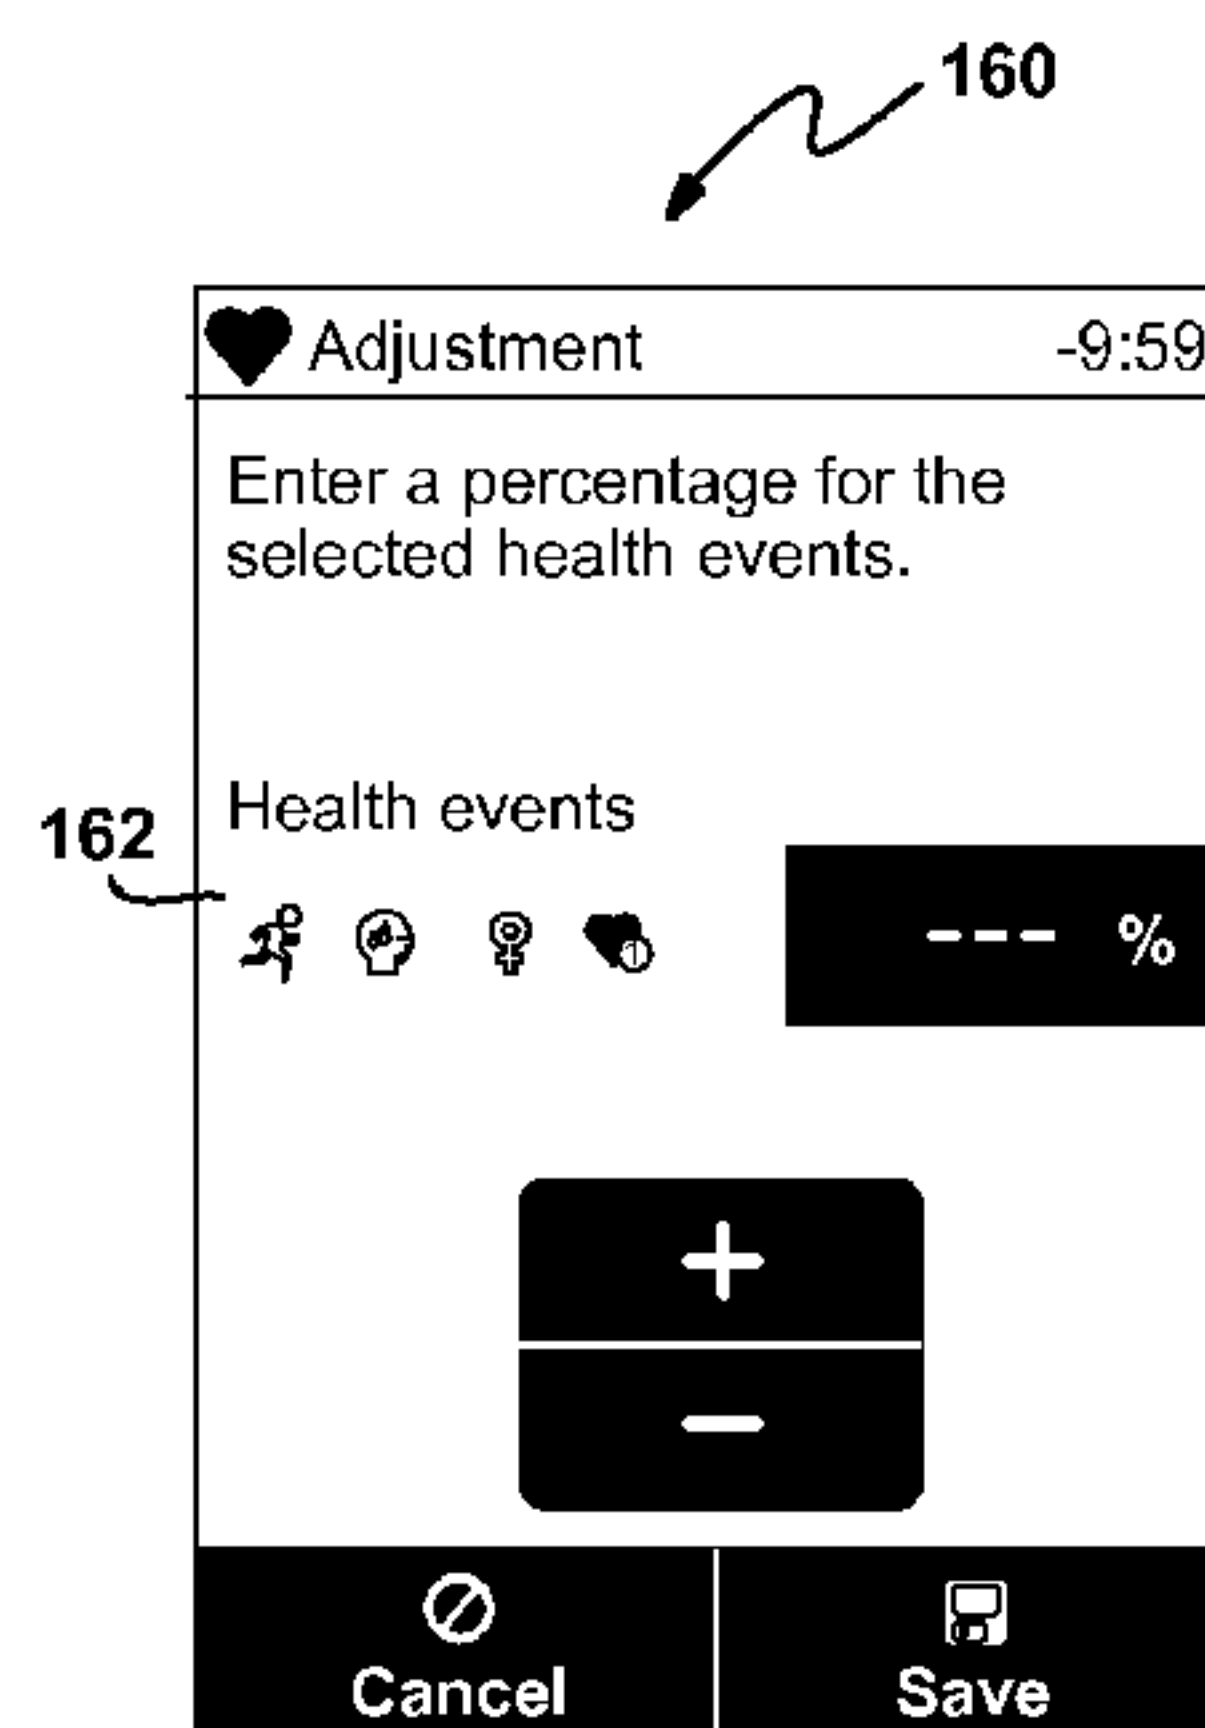 160
Adjustment -9:59
Enter a percentage for the
selected health events.
Health events
162
--- %
+
−
Cancel Save